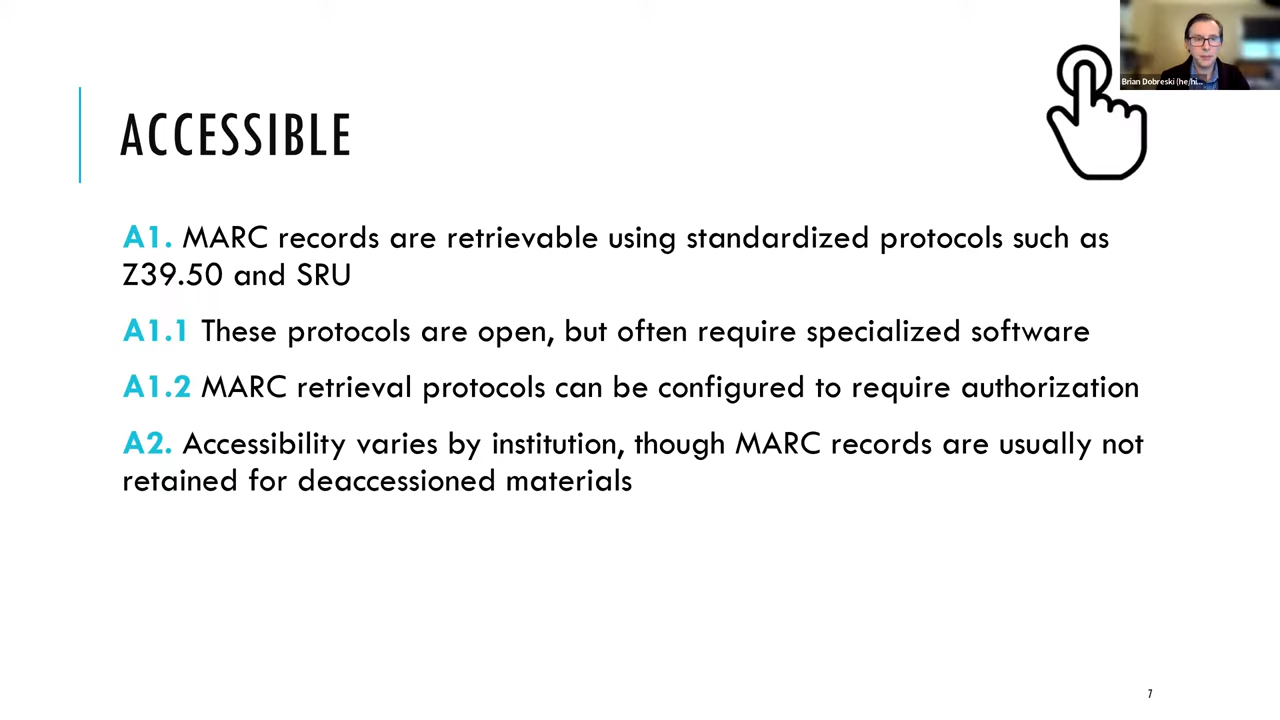 Brian Dobreski (he/hi...
ACCESSIBLE
A1. MARC records are retrievable using standardized protocols such as
Z39.50 and SRU
A1.1 These protocols are open, but often require specialized software
A1.2 MARC retrieval protocols can be configured to require authorization
A2. Accessibility varies by institution, though MARC records are usually not
retained for deaccessioned materials
7